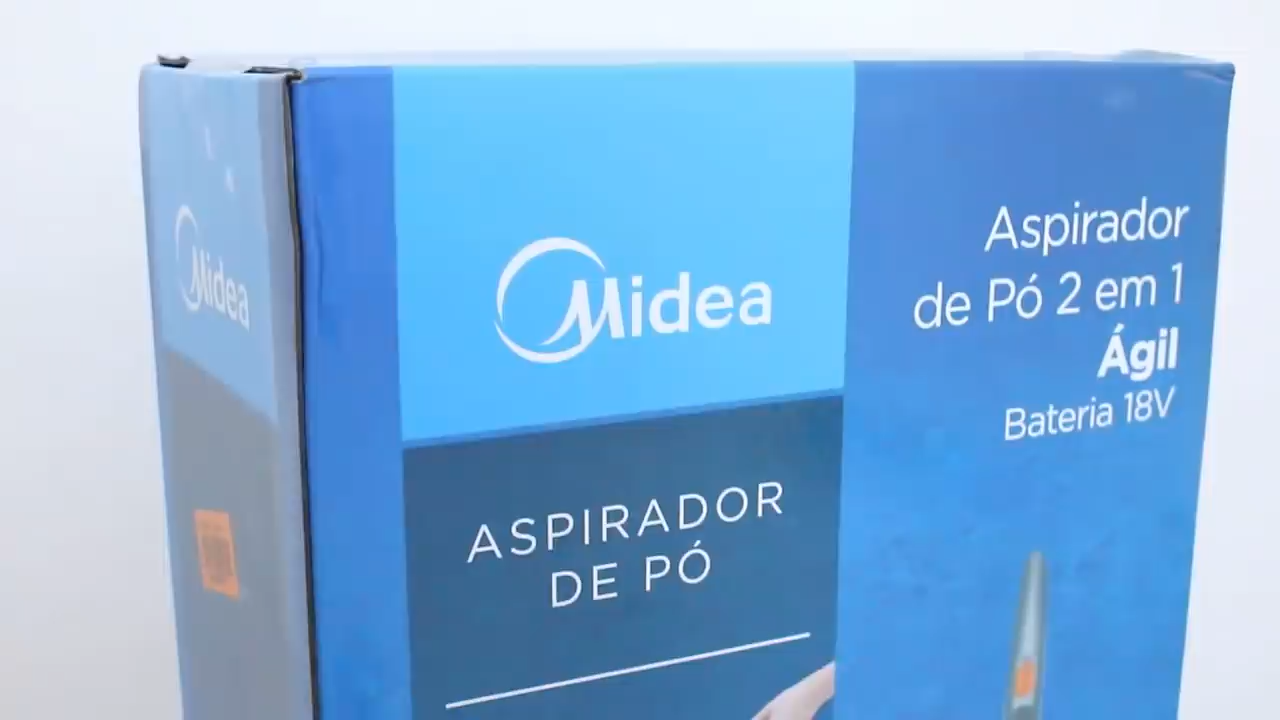 Midea
Midea
ASPIRADOR
DE PÓ
Aspirador
de Pó 2 em 1
Ágil
Bateria 18V